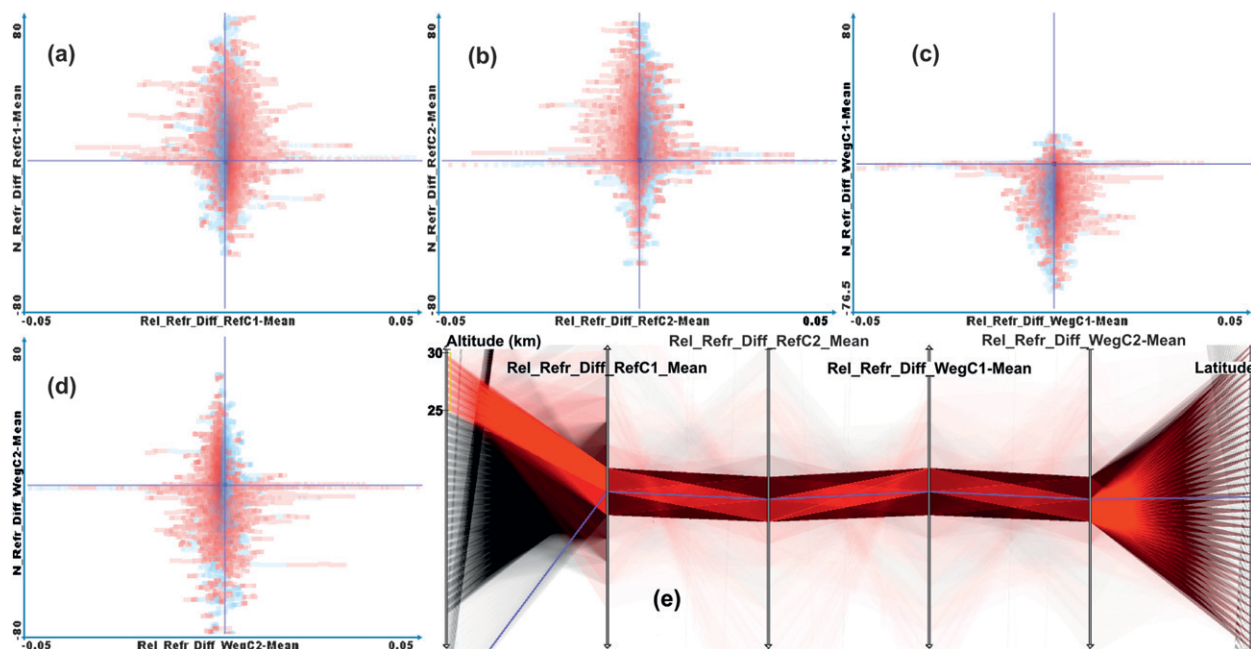 80
(a)
N_Refr_Diff_RefC1-Mean
-80
-0.05
Rel_Refr_Diff_RefC1-Mean
0.05
80
(b)
N_Refr_Diff_RefC2-Mean
-80
-0.05
Rel_Refr_Diff_RefC2-Mean
0.05
80
(c)
N_Refr_Diff_WegC1-Mean
-76.5
-0.05
Rel_Refr_Diff_WegC1-Mean
0.05
80
(d)
N_Refr_Diff_WegC2-Mean
-80
-0.05
Rel_Refr_Diff_WegC2-Mean
0.05
Altitude (km)
Rel_Refr_Diff_RefC2_Mean
Rel_Refr_Diff_WegC2-Mean
30
Rel_Refr_Diff_RefC1_Mean
Rel_Refr_Diff_WegC1-Mean
Latitude
25
(e)